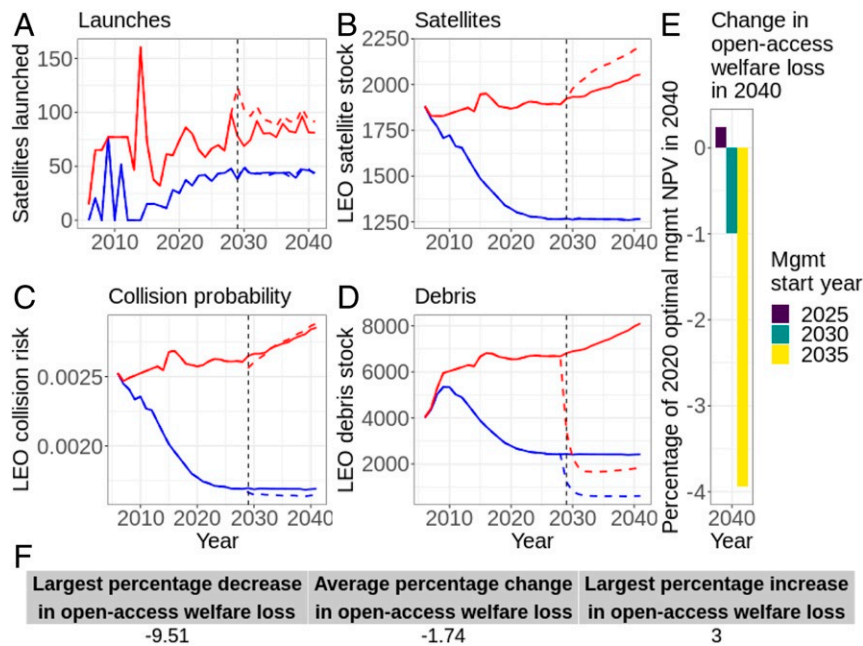 A
Launches
Satellites launched
150
100
50
0
2010
2020
2030
2040
B
Satellites
LEO satellite stock
2250
2000
1750
1500
1250
2010
2020
2030
2040
C
Collision probability
LEO collision risk
0.0025
0.0020
2010
2020
2030
2040
Year
D
Debris
LEO debris stock
8000
6000
4000
2000
2010
2020
2030
2040
Year
E
Change in
open-access
welfare loss
in 2040
Percentage of 2020 optimal mgmt NPV in 2040
0
-1
-2
-3
-4
2040
Year
Mgmt
start year
2025
2030
2035
F
Largest percentage decrease
in open-access welfare loss
Average percentage change
in open-access welfare loss
Largest percentage increase
in open-access welfare loss
-9.51
-1.74
3